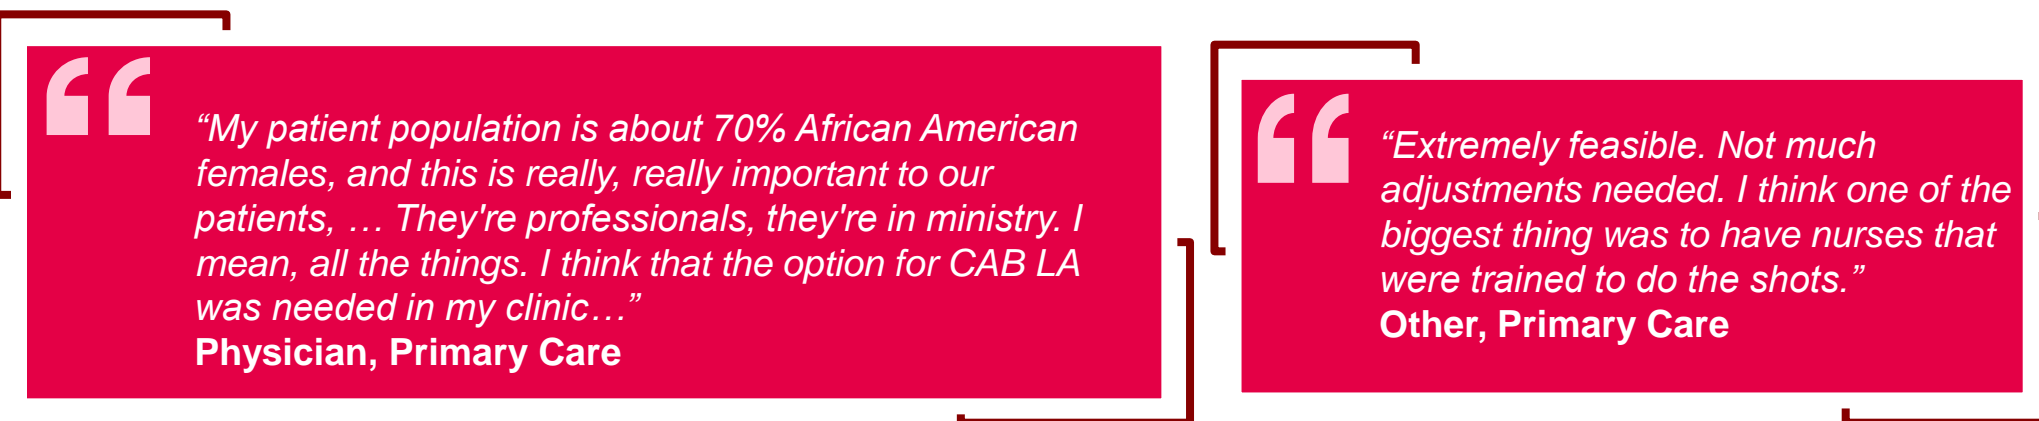 “My patient population is about 70% African American
females, and this is really, really important to our
patients, … They're professionals, they're in ministry. I
mean, all the things. I think that the option for CAB LA
was needed in my clinic…”
Physician, Primary Care
“Extremely feasible. Not much
adjustments needed. I think one of the
biggest thing was to have nurses that
were trained to do the shots.”
Other, Primary Care